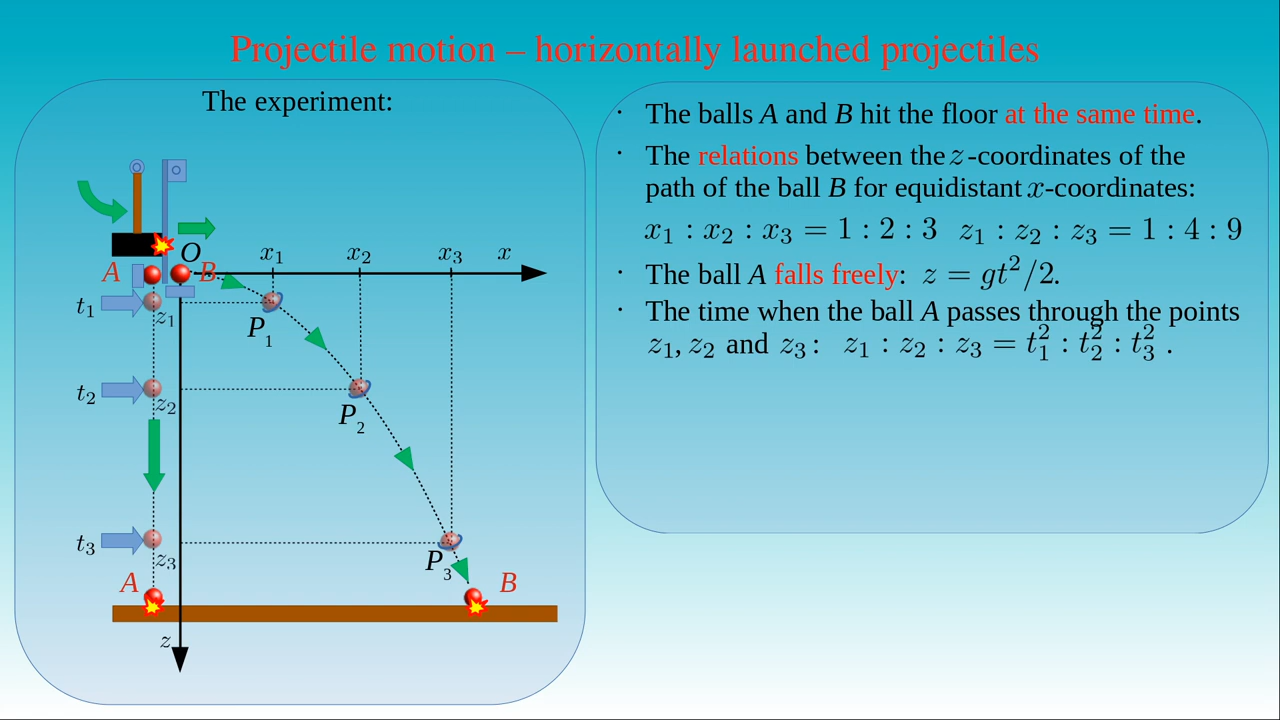 Projectile motion – horizontally launched projectiles
The experiment:
O
A
B
x₁
x₂
x₃
x
t₁
z₁
P₁
t₂
z₂
P₂
t₃
z₃
P₃
A
B
z
· The balls A and B hit the floor at the same time.
· The relations between the z-coordinates of the
path of the ball B for equidistant x-coordinates:
x₁ : x₂ : x₃ = 1 : 2 : 3 z₁ : z₂ : z₃ = 1 : 4 : 9
· The ball A falls freely: z = gt²/2.
· The time when the ball A passes through the points
z₁, z₂ and z₃ : z₁ : z₂ : z₃ = t₁² : t₂² : t₃² .